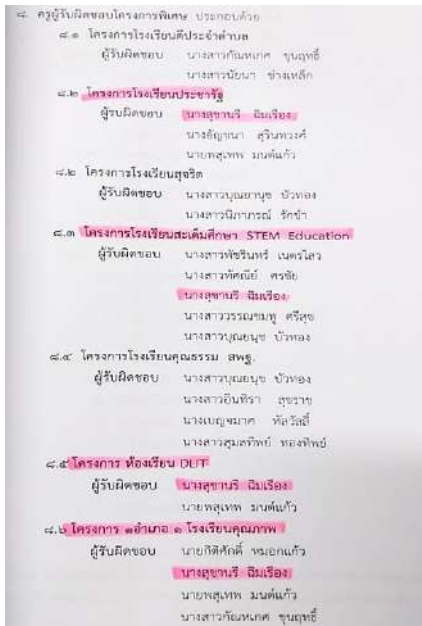 ๘. ครูผู้รับผิดชอบโครงการพิเศษ ประกอบด้วย
๘.๑ โครงการโรงเรียนดีประจำตำบล
ผู้รับผิดชอบ นางสาวกัณหเกศ ขุนฤทธิ์
นางสาวนัยนา ช่างเหล็ก
๘.๒ โครงการโรงเรียนประชารัฐ
ผู้รับผิดชอบ นางสุชานรี ฉิมเรือง
นางธัญชนา สุรินทวงศ์
นายพสุเทพ มนต์แก้ว
๘.๒ โครงการโรงเรียนสุจริต
ผู้รับผิดชอบ นางสาวบุณยานุช บัวทอง
นางสาวนิภาภรณ์ รักขำ
๘.๓ โครงการโรงเรียนสะเต็มศึกษา STEM Education
ผู้รับผิดชอบ นางสาวพัชรินทร์ เนตรไสว
นางสาวทัศณีย์ ศรชัย
นางสุชานรี ฉิมเรือง
นางสาววรรณชมพู ศรีสุข
นางสาวบุณยนุช บัวทอง
๘.๔ โครงการโรงเรียนคุณธรรม สพฐ.
ผู้รับผิดชอบ นางสาวบุณยนุช บัวทอง
นางสาวอินทิรา สุขราช
นางเบญจมาศ ทัลวัลลิ์
นางสาวสุมลทิพย์ ทองทิพย์
๘.๕ โครงการ ห้องเรียน DLIT
ผู้รับผิดชอบ นางสุชานรี ฉิมเรือง
นายพสุเทพ มนต์แก้ว
๘.๖ โครงการ ๑อำเภอ ๑ โรงเรียนคุณภาพ
ผู้รับผิดชอบ นายกิติศักดิ์ หมอกแก้ว
นางสุชานรี ฉิมเรือง
นายพสุเทพ มนต์แก้ว
นางสาวกัณหเกศ ขุนฤทธิ์